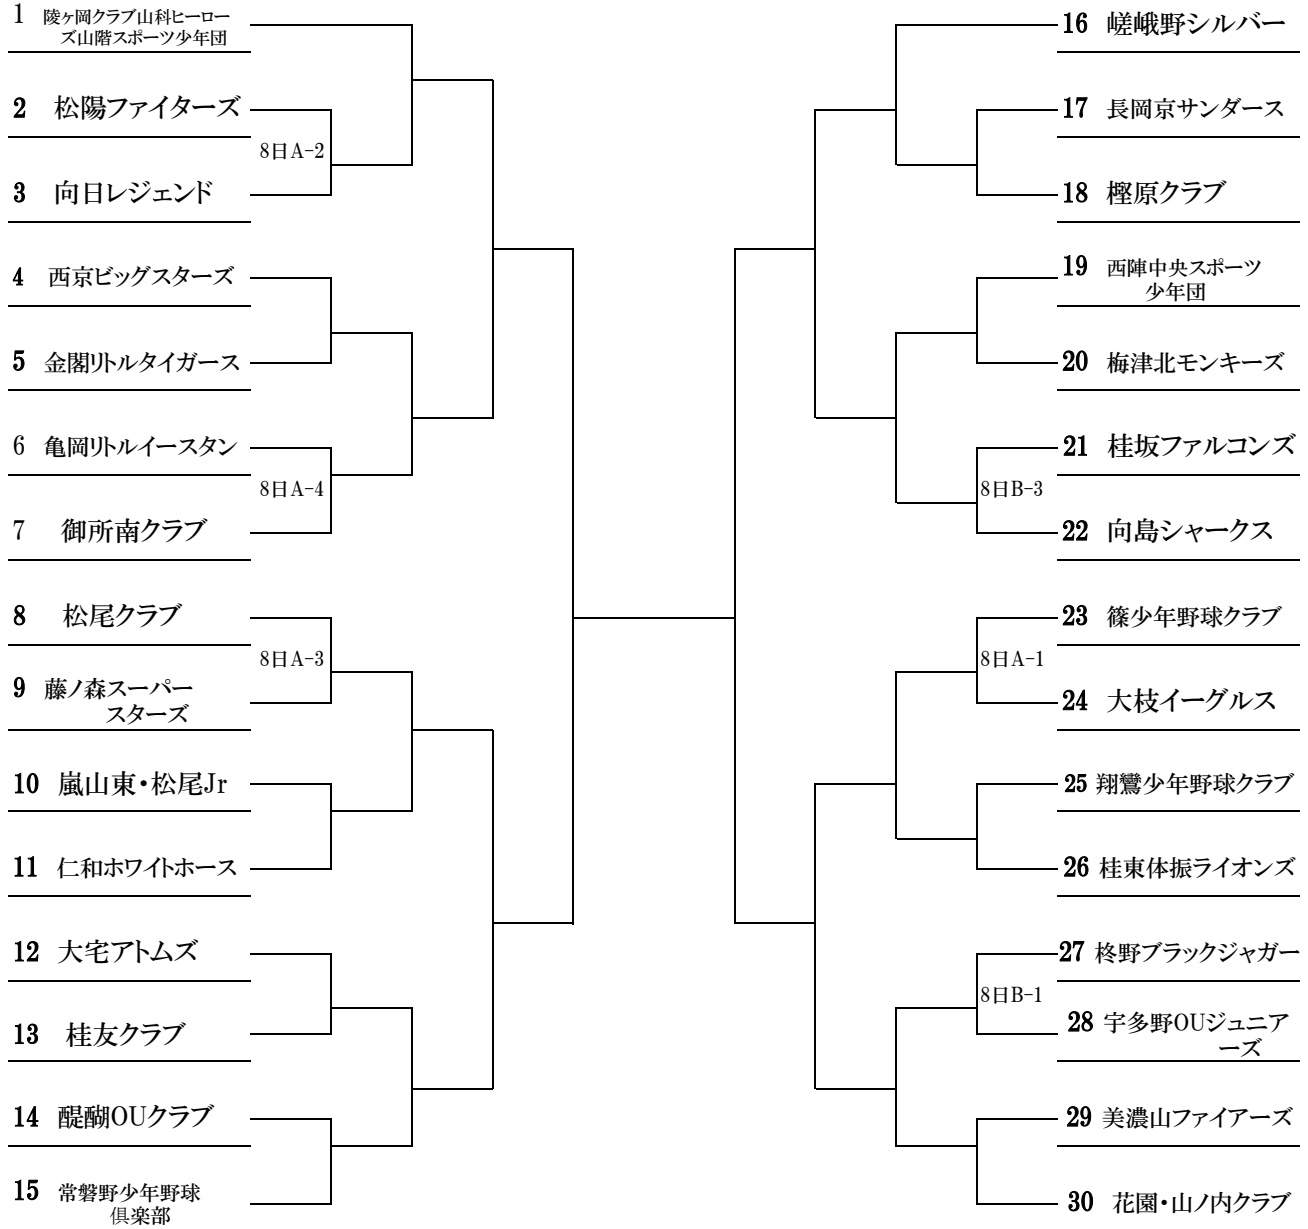 1 陵ヶ岡クラブ山科ヒーロー
ズ山階スポーツ少年団
2 松陽ファイターズ
8日A-2
3 向日レジェンド
4 西京ビッグスターズ
5 金閣リトルタイガース
6 亀岡リトルイースタン
8日A-4
7 御所南クラブ
8 松尾クラブ
8日A-3
9 藤ノ森スーパー
スターズ
10 嵐山東・松尾Jr
11 仁和ホワイトホース
12 大宅アトムズ
13 桂友クラブ
14 醍醐OUクラブ
15 常磐野少年野球
倶楽部
16 嵯峨野シルバー
17 長岡京サンダース
18 樫原クラブ
19 西陣中央スポーツ
少年団
20 梅津北モンキーズ
21 桂坂ファルコンズ
8日B-3
22 向島シャークス
23 篠少年野球クラブ
8日A-1
24 大枝イーグルス
25 翔鸞少年野球クラブ
26 桂東体振ライオンズ
27 柊野ブラックジャガー
8日B-1
28 宇多野OUジュニア
ーズ
29 美濃山ファイアーズ
30 花園・山ノ内クラブ